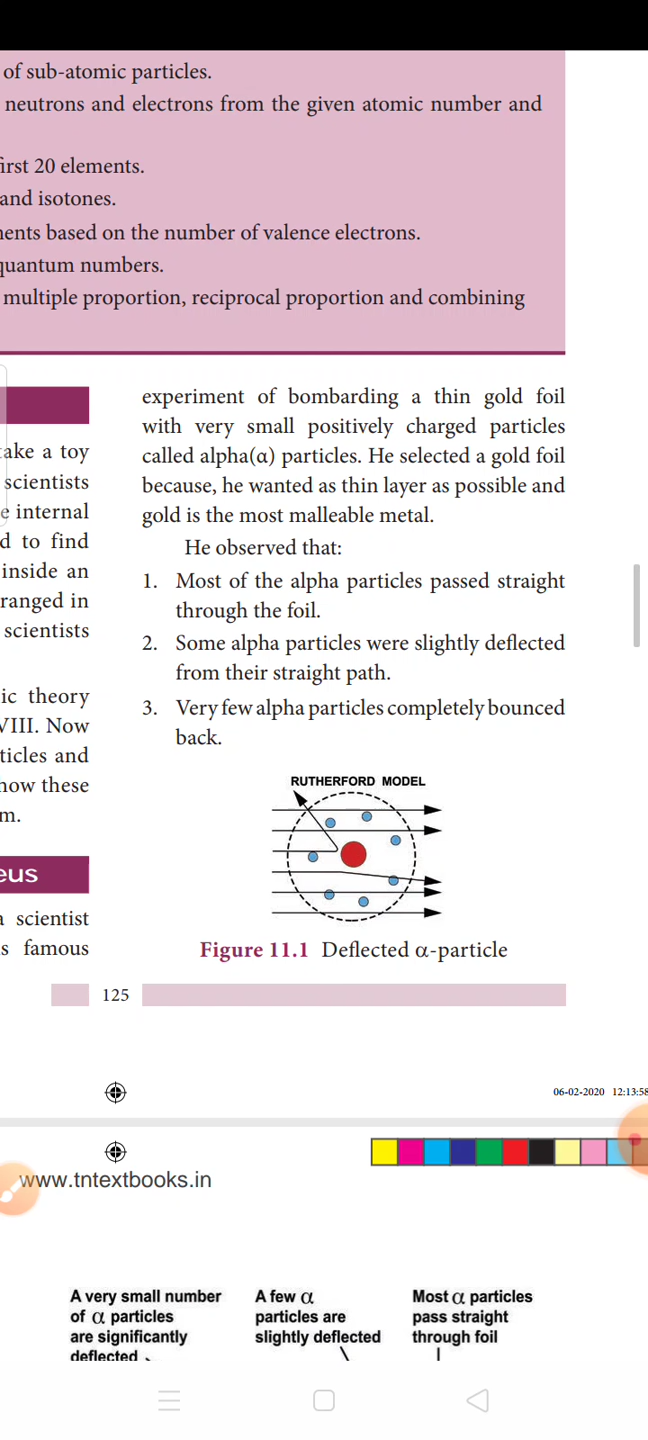 of sub-atomic particles.
neutrons and electrons from the given atomic number and
first 20 elements.
and isotones.
ents based on the number of valence electrons.
quantum numbers.
multiple proportion, reciprocal proportion and combining
take a toy
scientists
e internal
d to find
inside an
ranged in
scientists
ic theory
VIII. Now
ticles and
how these
m.
eus
a scientist
s famous
experiment of bombarding a thin gold foil
with very small positively charged particles
called alpha(α) particles. He selected a gold foil
because, he wanted as thin layer as possible and
gold is the most malleable metal.
He observed that:
1. Most of the alpha particles passed straight
through the foil.
2. Some alpha particles were slightly deflected
from their straight path.
3. Very few alpha particles completely bounced
back.
RUTHERFORD MODEL
Figure 11.1 Deflected α-particle
125
06-02-2020 12:13:58
www.tntextbooks.in
A very small number
of α particles
are significantly
deflected
A few α
particles are
slightly deflected
Most α particles
pass straight
through foil